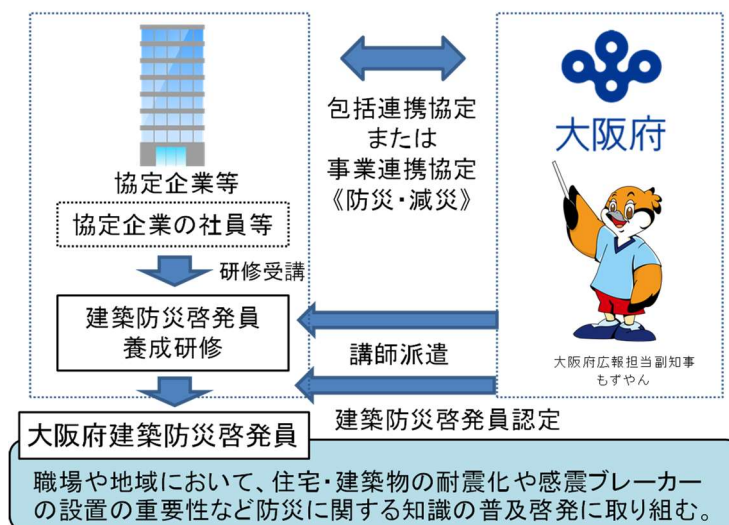 協定企業等
協定企業の社員等
研修受講
建築防災啓発員
養成研修
包括連携協定
または
事業連携協定
《防災・減災》
大阪府
大阪府広報担当副知事
もずやん
講師派遣
建築防災啓発員認定
大阪府建築防災啓発員
職場や地域において、住宅・建築物の耐震化や感震ブレーカー
の設置の重要性など防災に関する知識の普及啓発に取り組む。